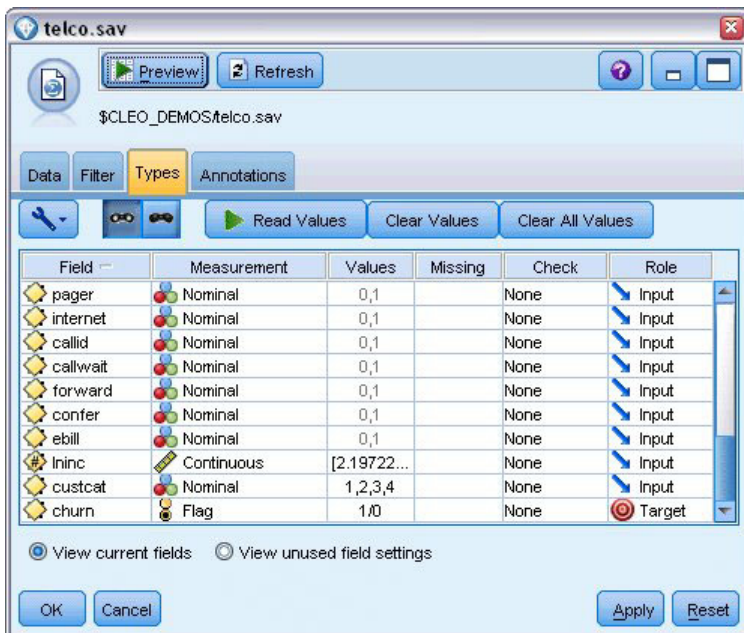 telco.sav
Preview Refresh
$CLEO_DEMOS/telco.sav
Data Filter Types Annotations
Read Values Clear Values Clear All Values
Field Measurement Values Missing Check Role
pager Nominal 0,1 None Input
internet Nominal 0,1 None Input
callid Nominal 0,1 None Input
callwait Nominal 0,1 None Input
forward Nominal 0,1 None Input
confer Nominal 0,1 None Input
ebill Nominal 0,1 None Input
lninc Continuous [2.19722... None Input
custcat Nominal 1,2,3,4 None Input
churn Flag 1/0 None Target
View current fields View unused field settings
OK Cancel Apply Reset